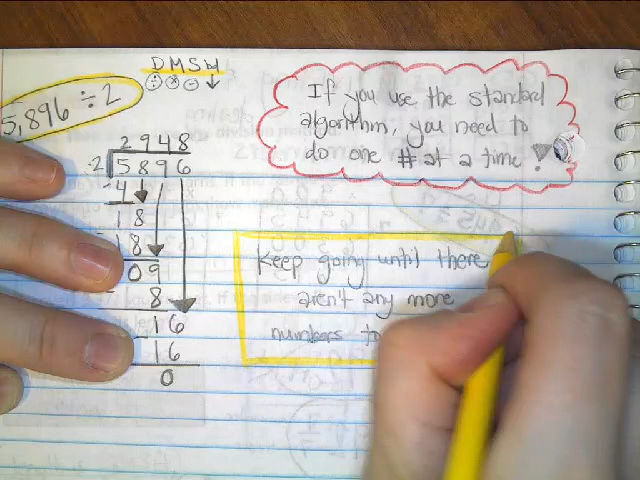 DMSB
5,896 ÷ 2
2948
2 5896
-4
18
-18
09
8
16
16
0
If you use the standard
algorithm, you need to
do one # at a time!
Keep going until there
aren't any more
numbers to